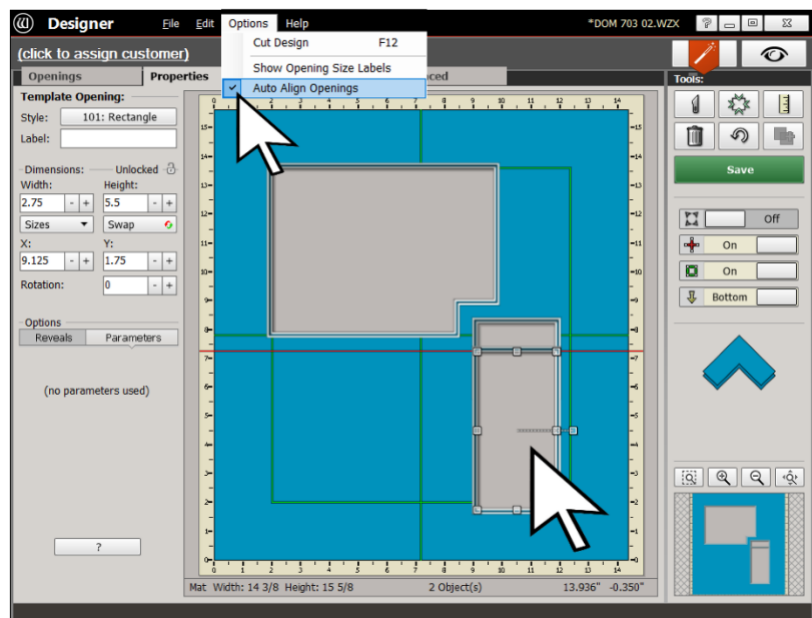 Designer File Edit Options Help *DOM 703 02.WZX ?
Cut Design F12
(click to assign customer)
Show Opening Size Labels
Openings Properties ced
Auto Align Openings
Tools:
Template Opening:
Style: 101: Rectangle
Label:
Dimensions: Unlocked
Width: Height:
2.75 - + 5.5 - +
Save
Sizes Swap
X: Y:
9.125 - + 1.75 - +
Rotation: 0 - +
Off
On
On
Bottom
Options
Reveals Parameters
(no parameters used)
?
Mat Width: 14 3/8 Height: 15 5/8 2 Object(s) 13.936" -0.350"